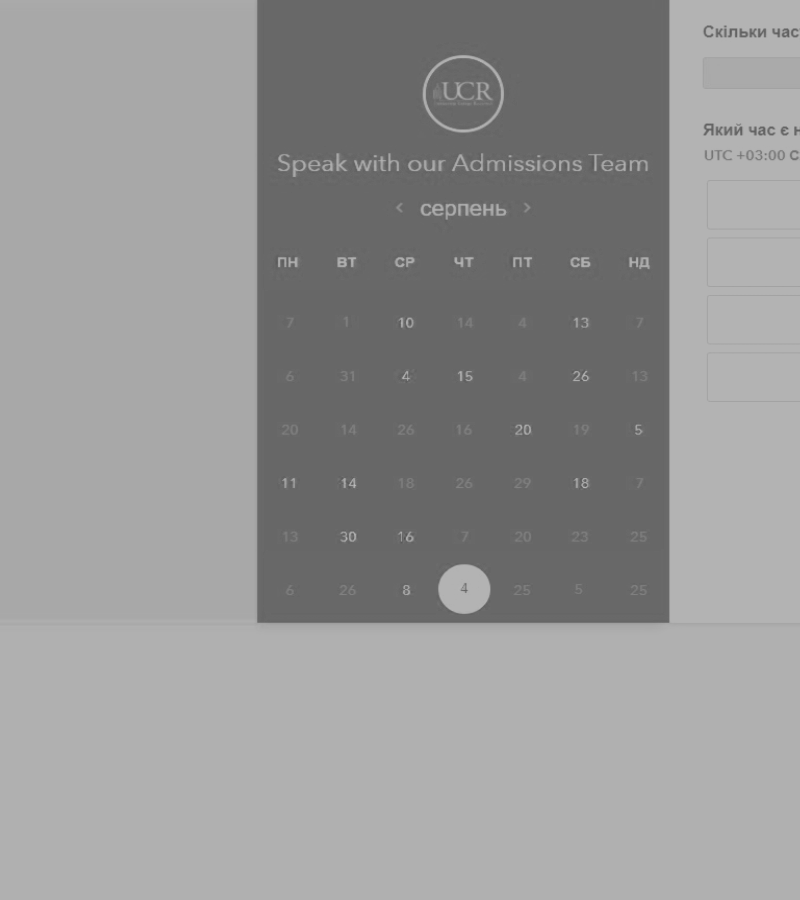 Скільки час
UCR
Speak with our Admissions Team
Який час є н
UTC +03:00 С
серпень
ПН ВТ СР ЧТ ПТ СБ НД
7 1 10 14 4 13 7
6 31 4 15 4 26 13
20 14 26 16 20 19 5
11 14 18 26 29 18 7
13 30 16 7 20 23 25
6 26 8 4 25 5 25